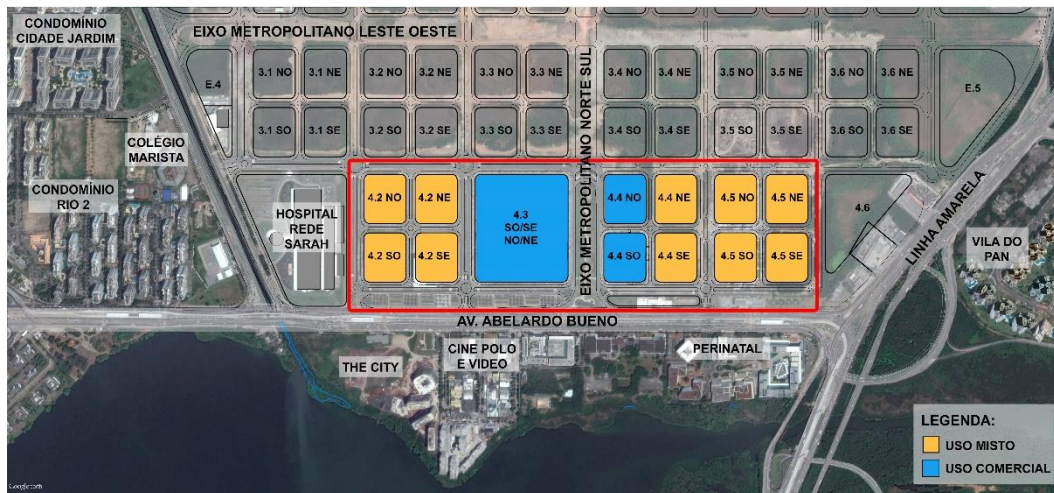 CONDOMÍNIO
CIDADE JARDIM
EIXO METROPOLITANO LESTE OESTE
E.4
3.1 NO
3.1 NE
3.2 NO
3.2 NE
3.3 NO
3.3 NE
3.4 NO
3.4 NE
3.5 NO
3.5 NE
3.6 NO
3.6 NE
E.5
3.1 SO
3.1 SE
3.2 SO
3.2 SE
3.3 SO
3.3 SE
3.4 SO
3.4 SE
3.5 SO
3.5 SE
3.6 SO
3.6 SE
EIXO METROPOLITANO NORTE SUL
COLÉGIO
MARISTA
CONDOMÍNIO
RIO 2
HOSPITAL
REDE
SARAH
4.2 NO
4.2 NE
4.3
SO/SE
NO/NE
4.4 NO
4.4 NE
4.5 NO
4.5 NE
4.6
4.2 SO
4.2 SE
4.4 SO
4.4 SE
4.5 SO
4.5 SE
LINHA AMARELA
VILA DO
PAN
AV. ABELARDO BUENO
THE CITY
CINE POLO
E VIDEO
PERINATAL
LEGENDA:
USO MISTO
USO COMERCIAL
Google earth